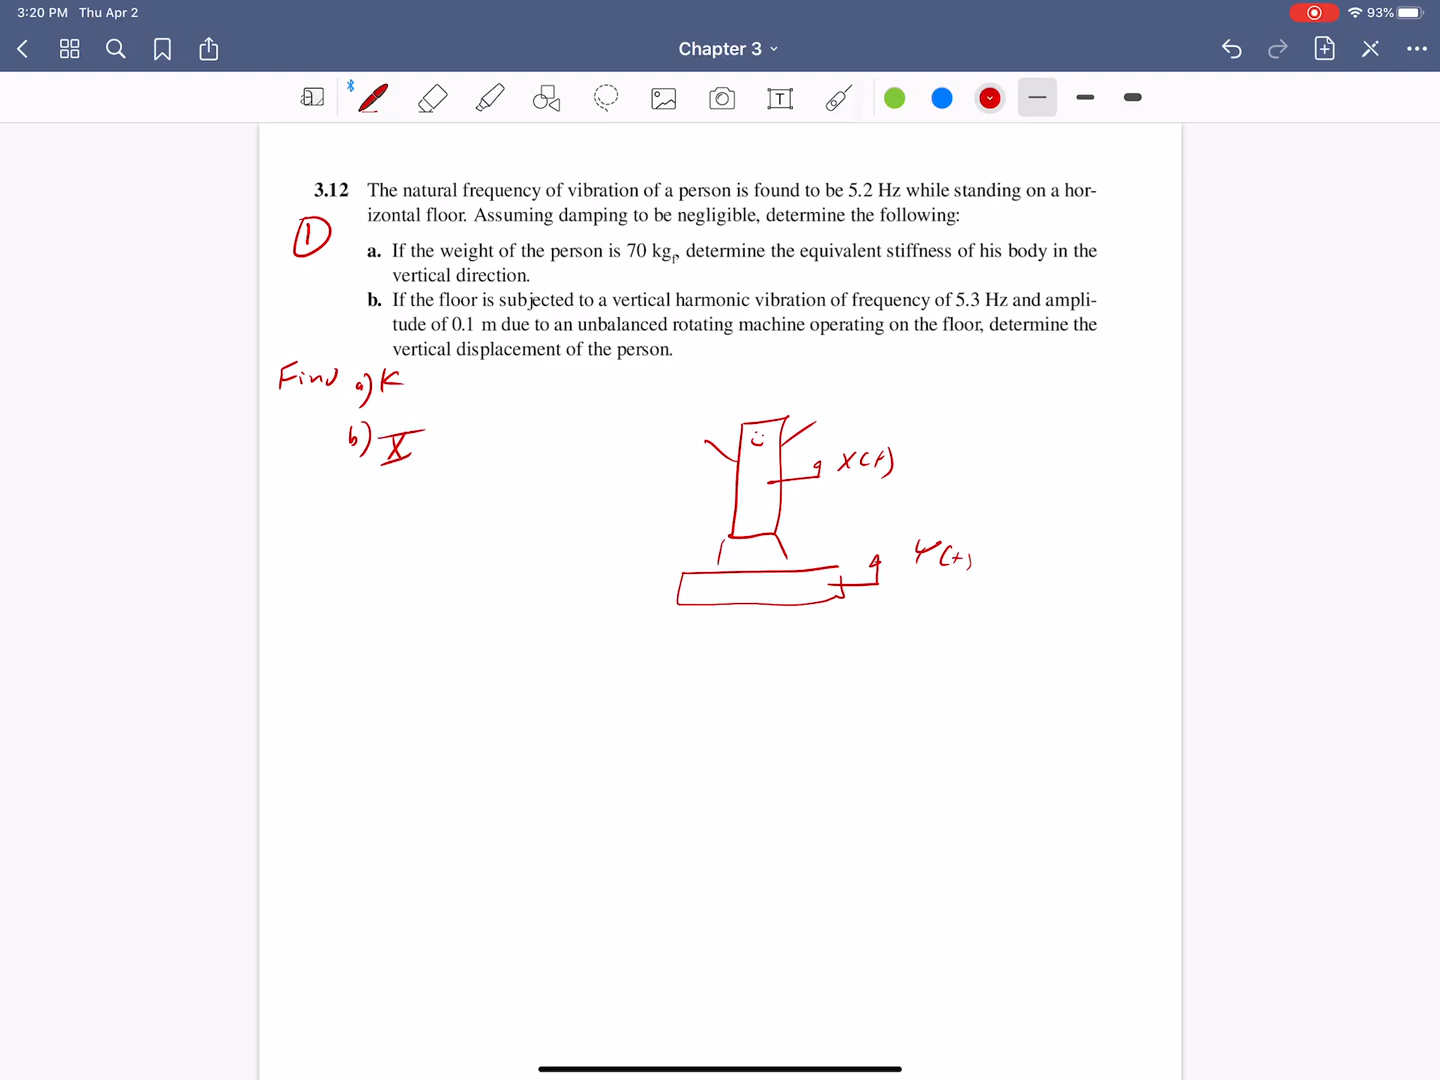 3:20 PM Thu Apr 2
93%
Chapter 3
3.12 The natural frequency of vibration of a person is found to be 5.2 Hz while standing on a hor-
izontal floor. Assuming damping to be negligible, determine the following:
1
a. If the weight of the person is 70 kgf, determine the equivalent stiffness of his body in the
vertical direction.
b. If the floor is subjected to a vertical harmonic vibration of frequency of 5.3 Hz and ampli-
tude of 0.1 m due to an unbalanced rotating machine operating on the floor, determine the
vertical displacement of the person.
Find a) K
b) X
x(t)
y(t)